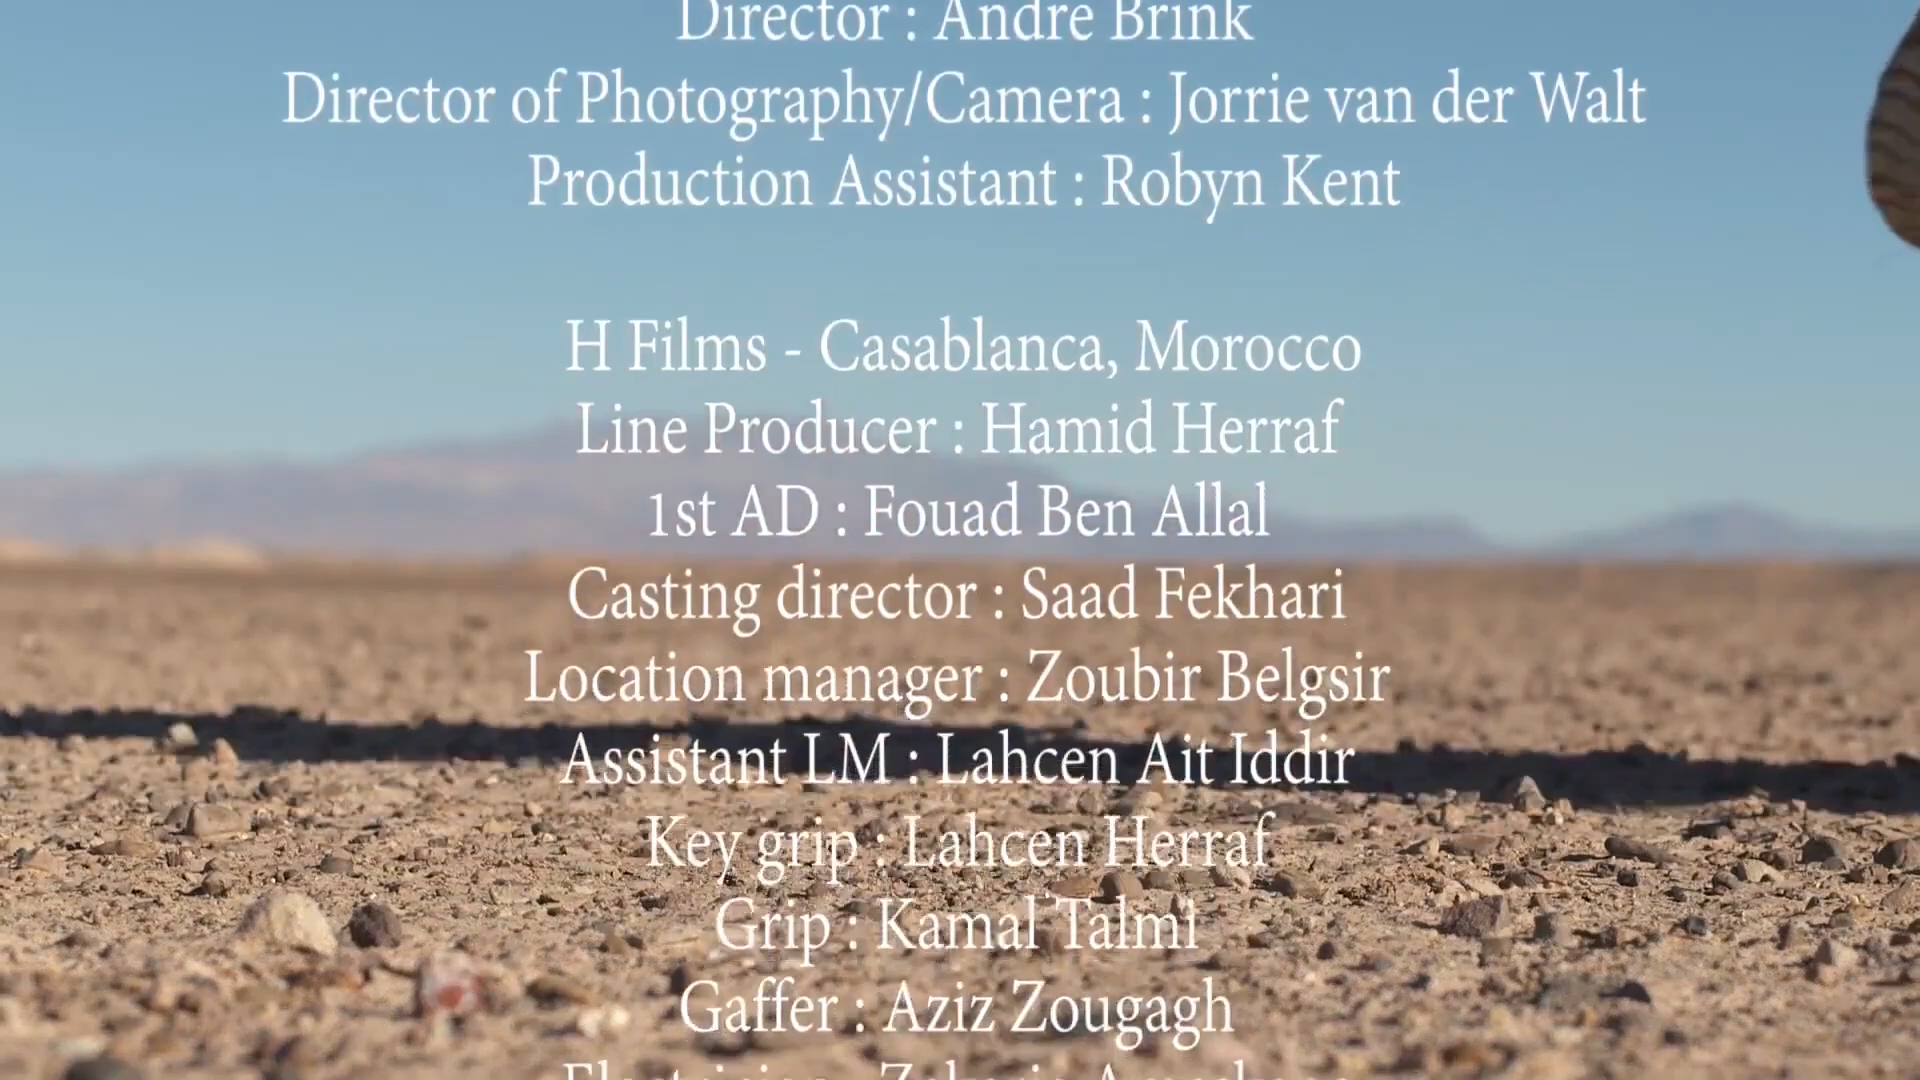 Director : Andre Brink
Director of Photography/Camera : Jorrie van der Walt
Production Assistant : Robyn Kent
H Films - Casablanca, Morocco
Line Producer : Hamid Herraf
1st AD : Fouad Ben Allal
Casting director : Saad Fekhari
Location manager : Zoubir Belgsir
Assistant LM : Lahcen Ait Iddir
Key grip : Lahcen Herraf
Grip : Kamal Talmi
Gaffer : Aziz Zougagh